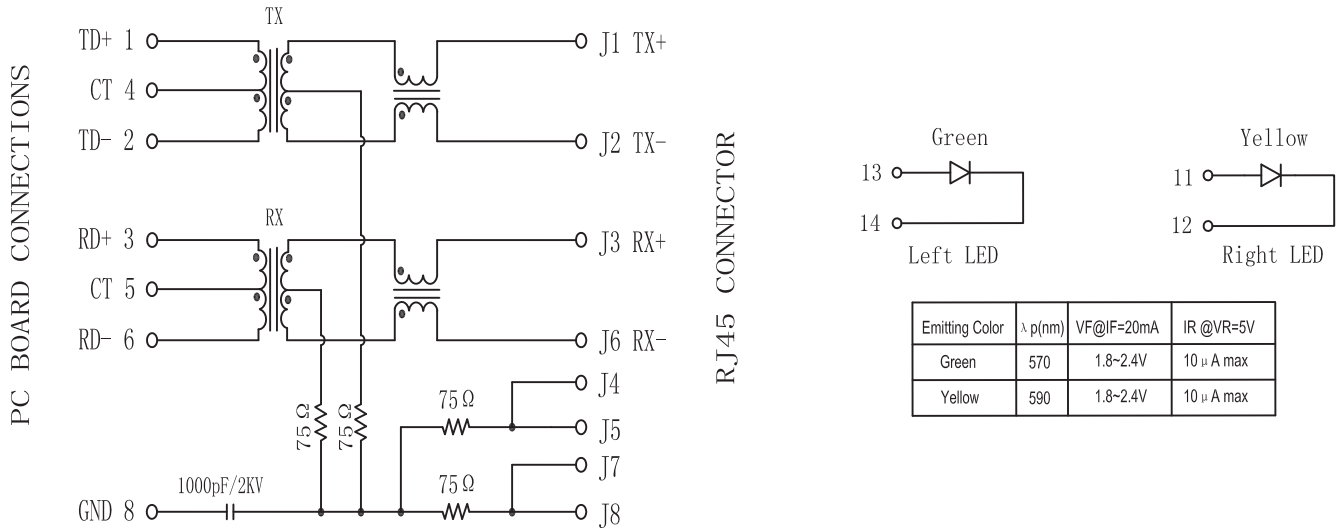 PC BOARD CONNECTIONS
TX
TD+ 1
CT 4
TD- 2
J1 TX+
J2 TX-
RX
RD+ 3
CT 5
RD- 6
J3 RX+
J6 RX-
75Ω
75Ω
75Ω
J4
J5
75Ω
J7
J8
1000pF/2KV
GND 8
RJ45 CONNECTOR
Green
13
14
Left LED
Yellow
11
12
Right LED
Emitting Color λp(nm) VF@IF=20mA IR @VR=5V
Green 570 1.8~2.4V 10μA max
Yellow 590 1.8~2.4V 10μA max